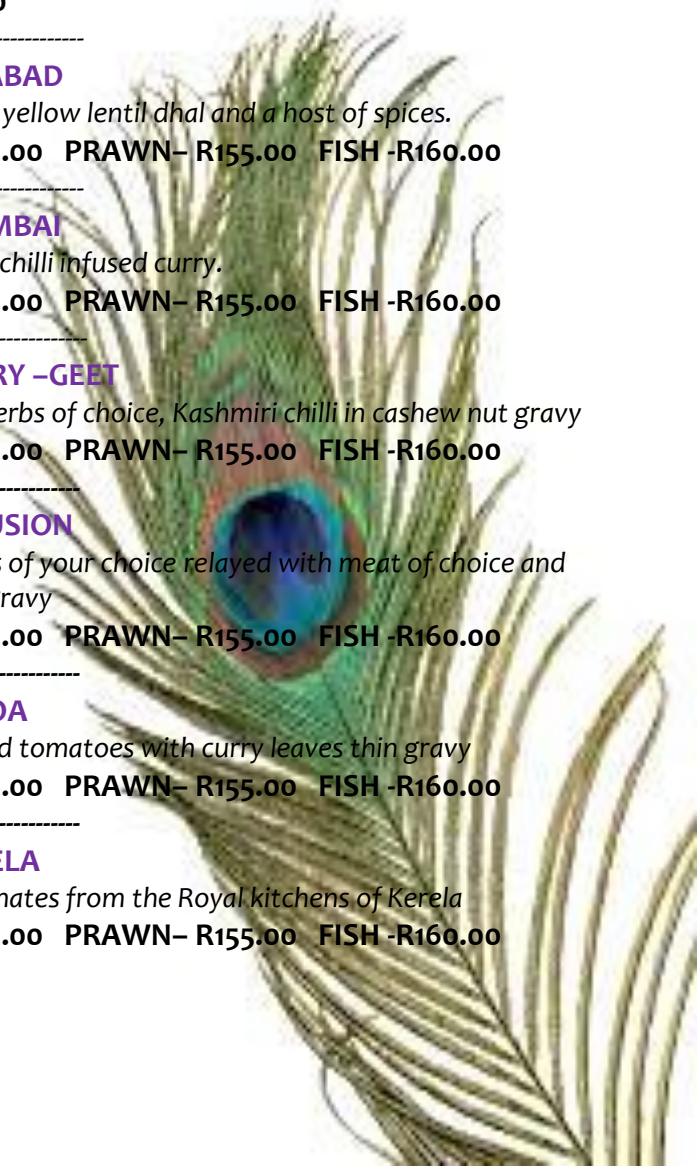 ------------
ABAD
yellow lentil dhal and a host of spices.
.00 PRAWN– R155.00 FISH -R160.00
------------
MBAI
chilli infused curry.
.00 PRAWN– R155.00 FISH -R160.00
------------
RY –GEET
erbs of choice, Kashmiri chilli in cashew nut gravy
.00 PRAWN– R155.00 FISH -R160.00
------------
USION
s of your choice relayed with meat of choice and
ravy
.00 PRAWN– R155.00 FISH -R160.00
------------
DA
d tomatoes with curry leaves thin gravy
.00 PRAWN– R155.00 FISH -R160.00
------------
ELA
nates from the Royal kitchens of Kerela
.00 PRAWN– R155.00 FISH -R160.00